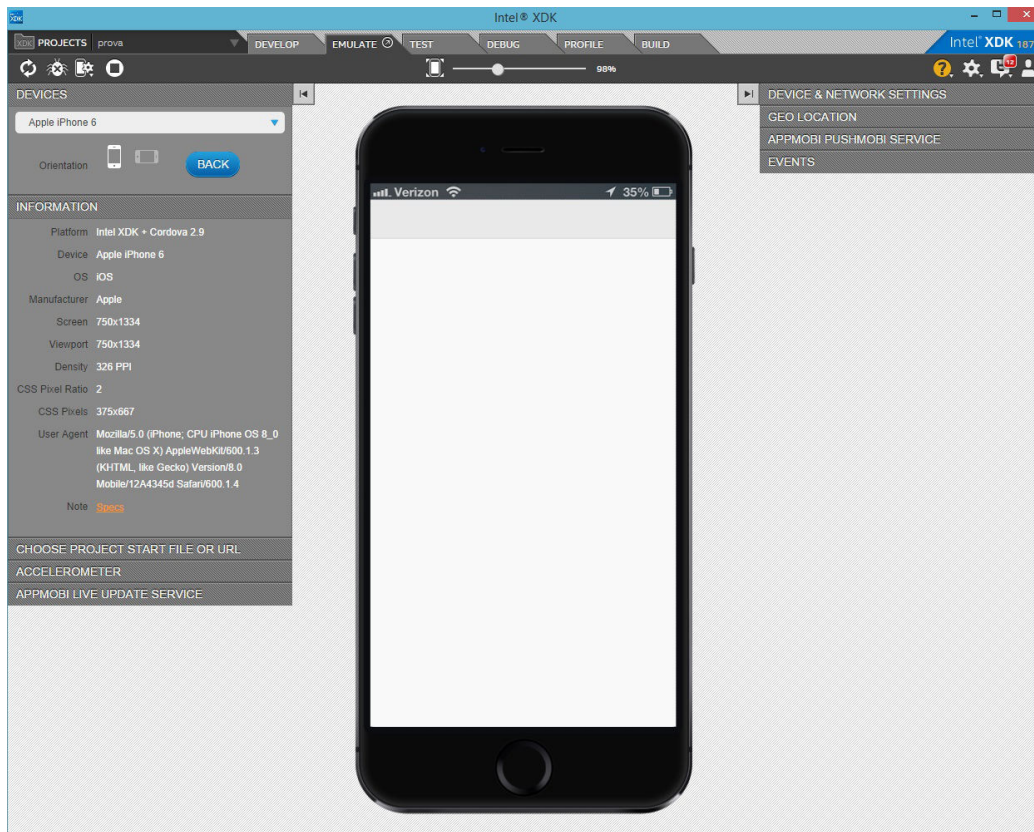 XDK
Intel® XDK
XDK PROJECTS prova
DEVELOP
EMULATE
TEST
DEBUG
PROFILE
BUILD
Intel® XDK 187
98%
?
12
DEVICES
Apple iPhone 6
Orientation
BACK
INFORMATION
Platform Intel XDK + Cordova 2.9
Device Apple iPhone 6
OS iOS
Manufacturer Apple
Screen 750x1334
Viewport 750x1334
Density 326 PPI
CSS Pixel Ratio 2
CSS Pixels 375x667
User Agent Mozilla/5.0 (iPhone; CPU iPhone OS 8_0
like Mac OS X) AppleWebKit/600.1.3
(KHTML, like Gecko) Version/8.0
Mobile/12A4345d Safari/600.1.4
Note Specs
CHOOSE PROJECT START FILE OR URL
ACCELEROMETER
APPMOBI LIVE UPDATE SERVICE
Verizon
35%
DEVICE & NETWORK SETTINGS
GEO LOCATION
APPMOBI PUSHMOBI SERVICE
EVENTS